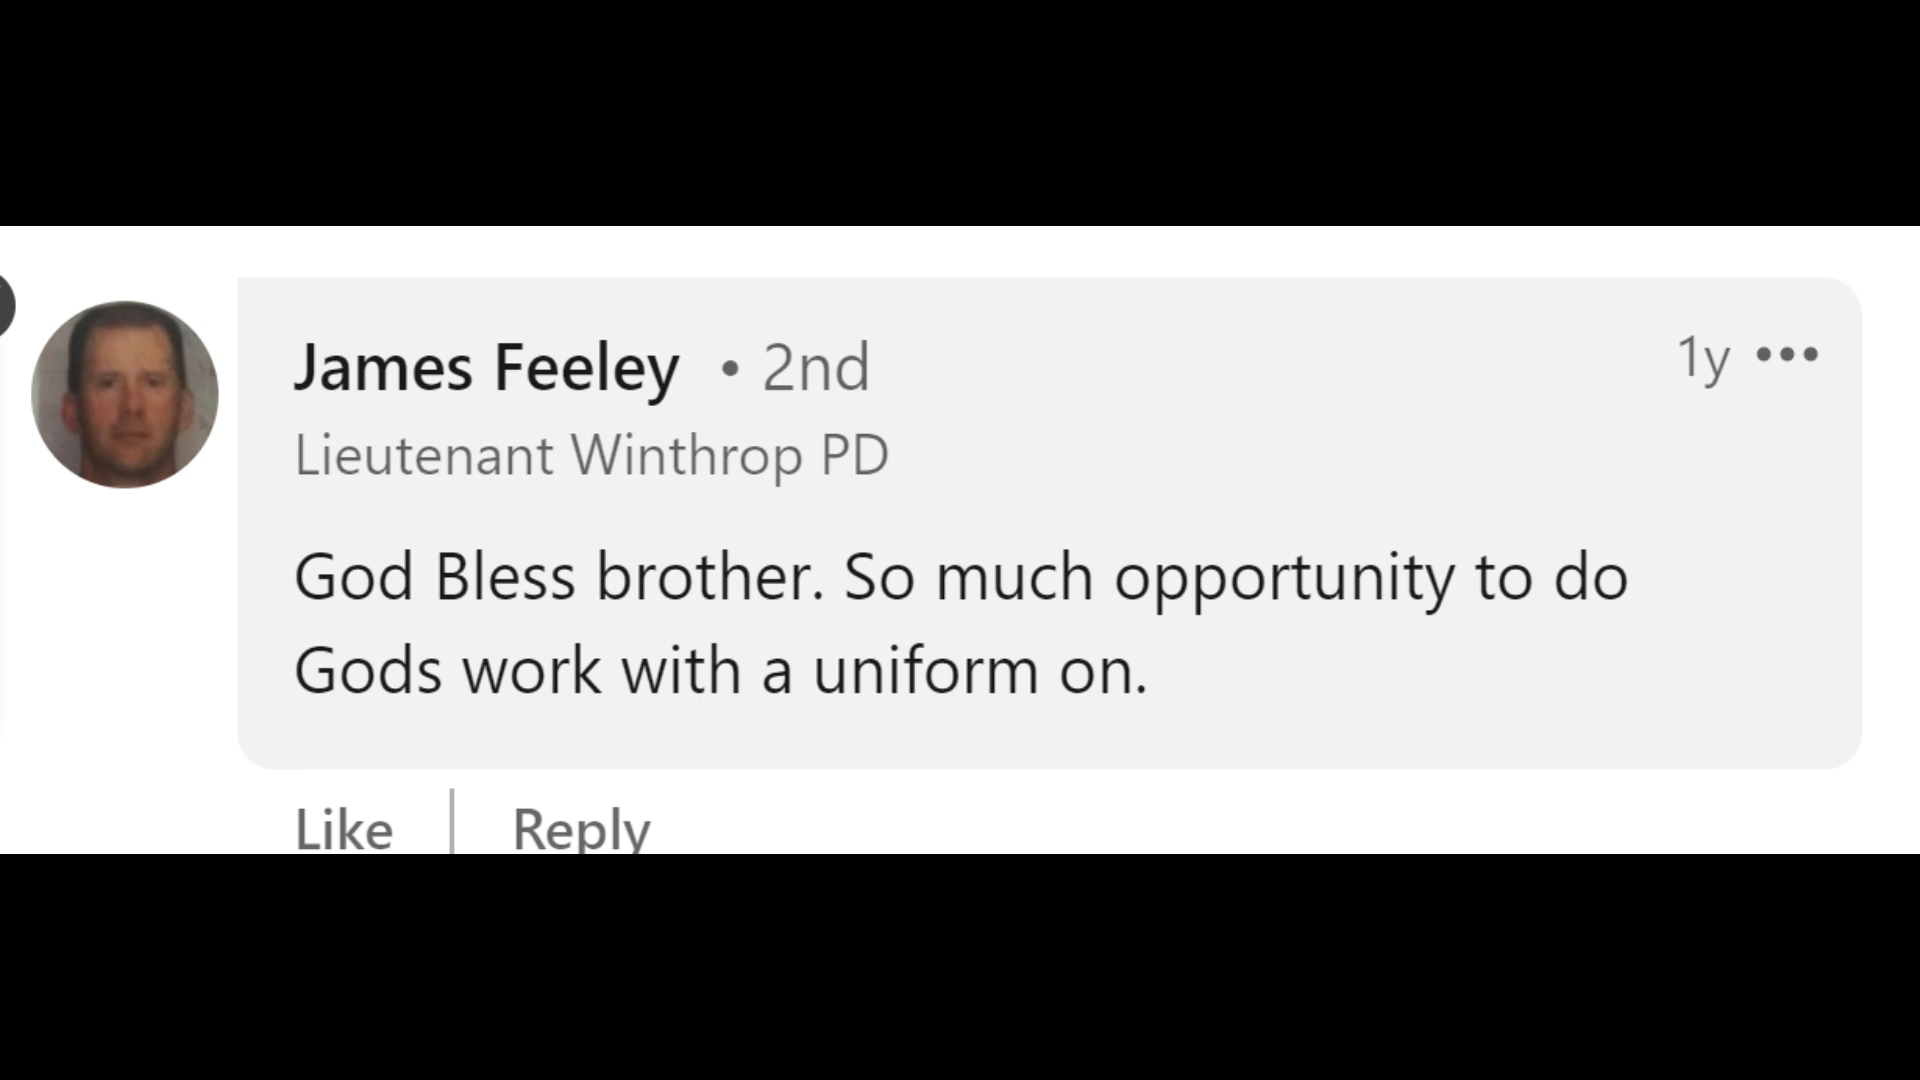 James Feeley • 2nd
1y •••
Lieutenant Winthrop PD
God Bless brother. So much opportunity to do
Gods work with a uniform on.
Like | Reply